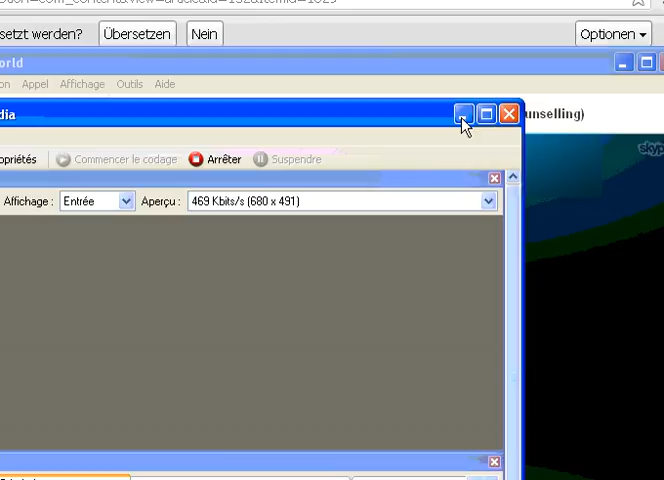 setzt werden? Übersetzen Nein Optionen
orld
on Appel Affichage Outils Aide
dia
unselling)
skyp
opriétés Commencer le codage Arrêter Suspendre
Affichage : Entrée Aperçu : 469 Kbits/s (680 x 491)